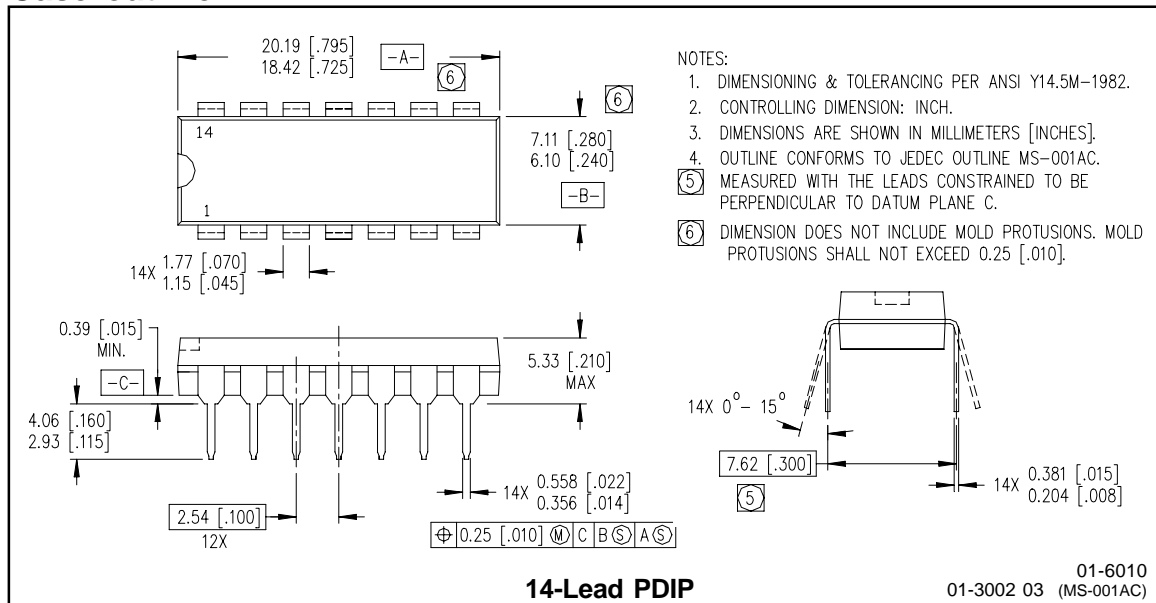 20.19 [.795]
18.42 [.725]
-A-
6
6
14
1
7.11 [.280]
6.10 [.240]
-B-
14X 1.77 [.070]
1.15 [.045]
NOTES:
1. DIMENSIONING & TOLERANCING PER ANSI Y14.5M-1982.
2. CONTROLLING DIMENSION: INCH.
3. DIMENSIONS ARE SHOWN IN MILLIMETERS [INCHES].
4. OUTLINE CONFORMS TO JEDEC OUTLINE MS-001AC.
5 MEASURED WITH THE LEADS CONSTRAINED TO BE
PERPENDICULAR TO DATUM PLANE C.
6 DIMENSION DOES NOT INCLUDE MOLD PROTUSIONS. MOLD
PROTUSIONS SHALL NOT EXCEED 0.25 [.010].
0.39 [.015]
MIN.
-C-
4.06 [.160]
2.93 [.115]
5.33 [.210]
MAX
2.54 [.100]
12X
14X 0.558 [.022]
0.356 [.014]
⌖ 0.25 [.010] Ⓜ C B Ⓢ A Ⓢ
14X 0°- 15°
7.62 [.300]
5
14X 0.381 [.015]
0.204 [.008]
14-Lead PDIP
01-6010
01-3002 03 (MS-001AC)